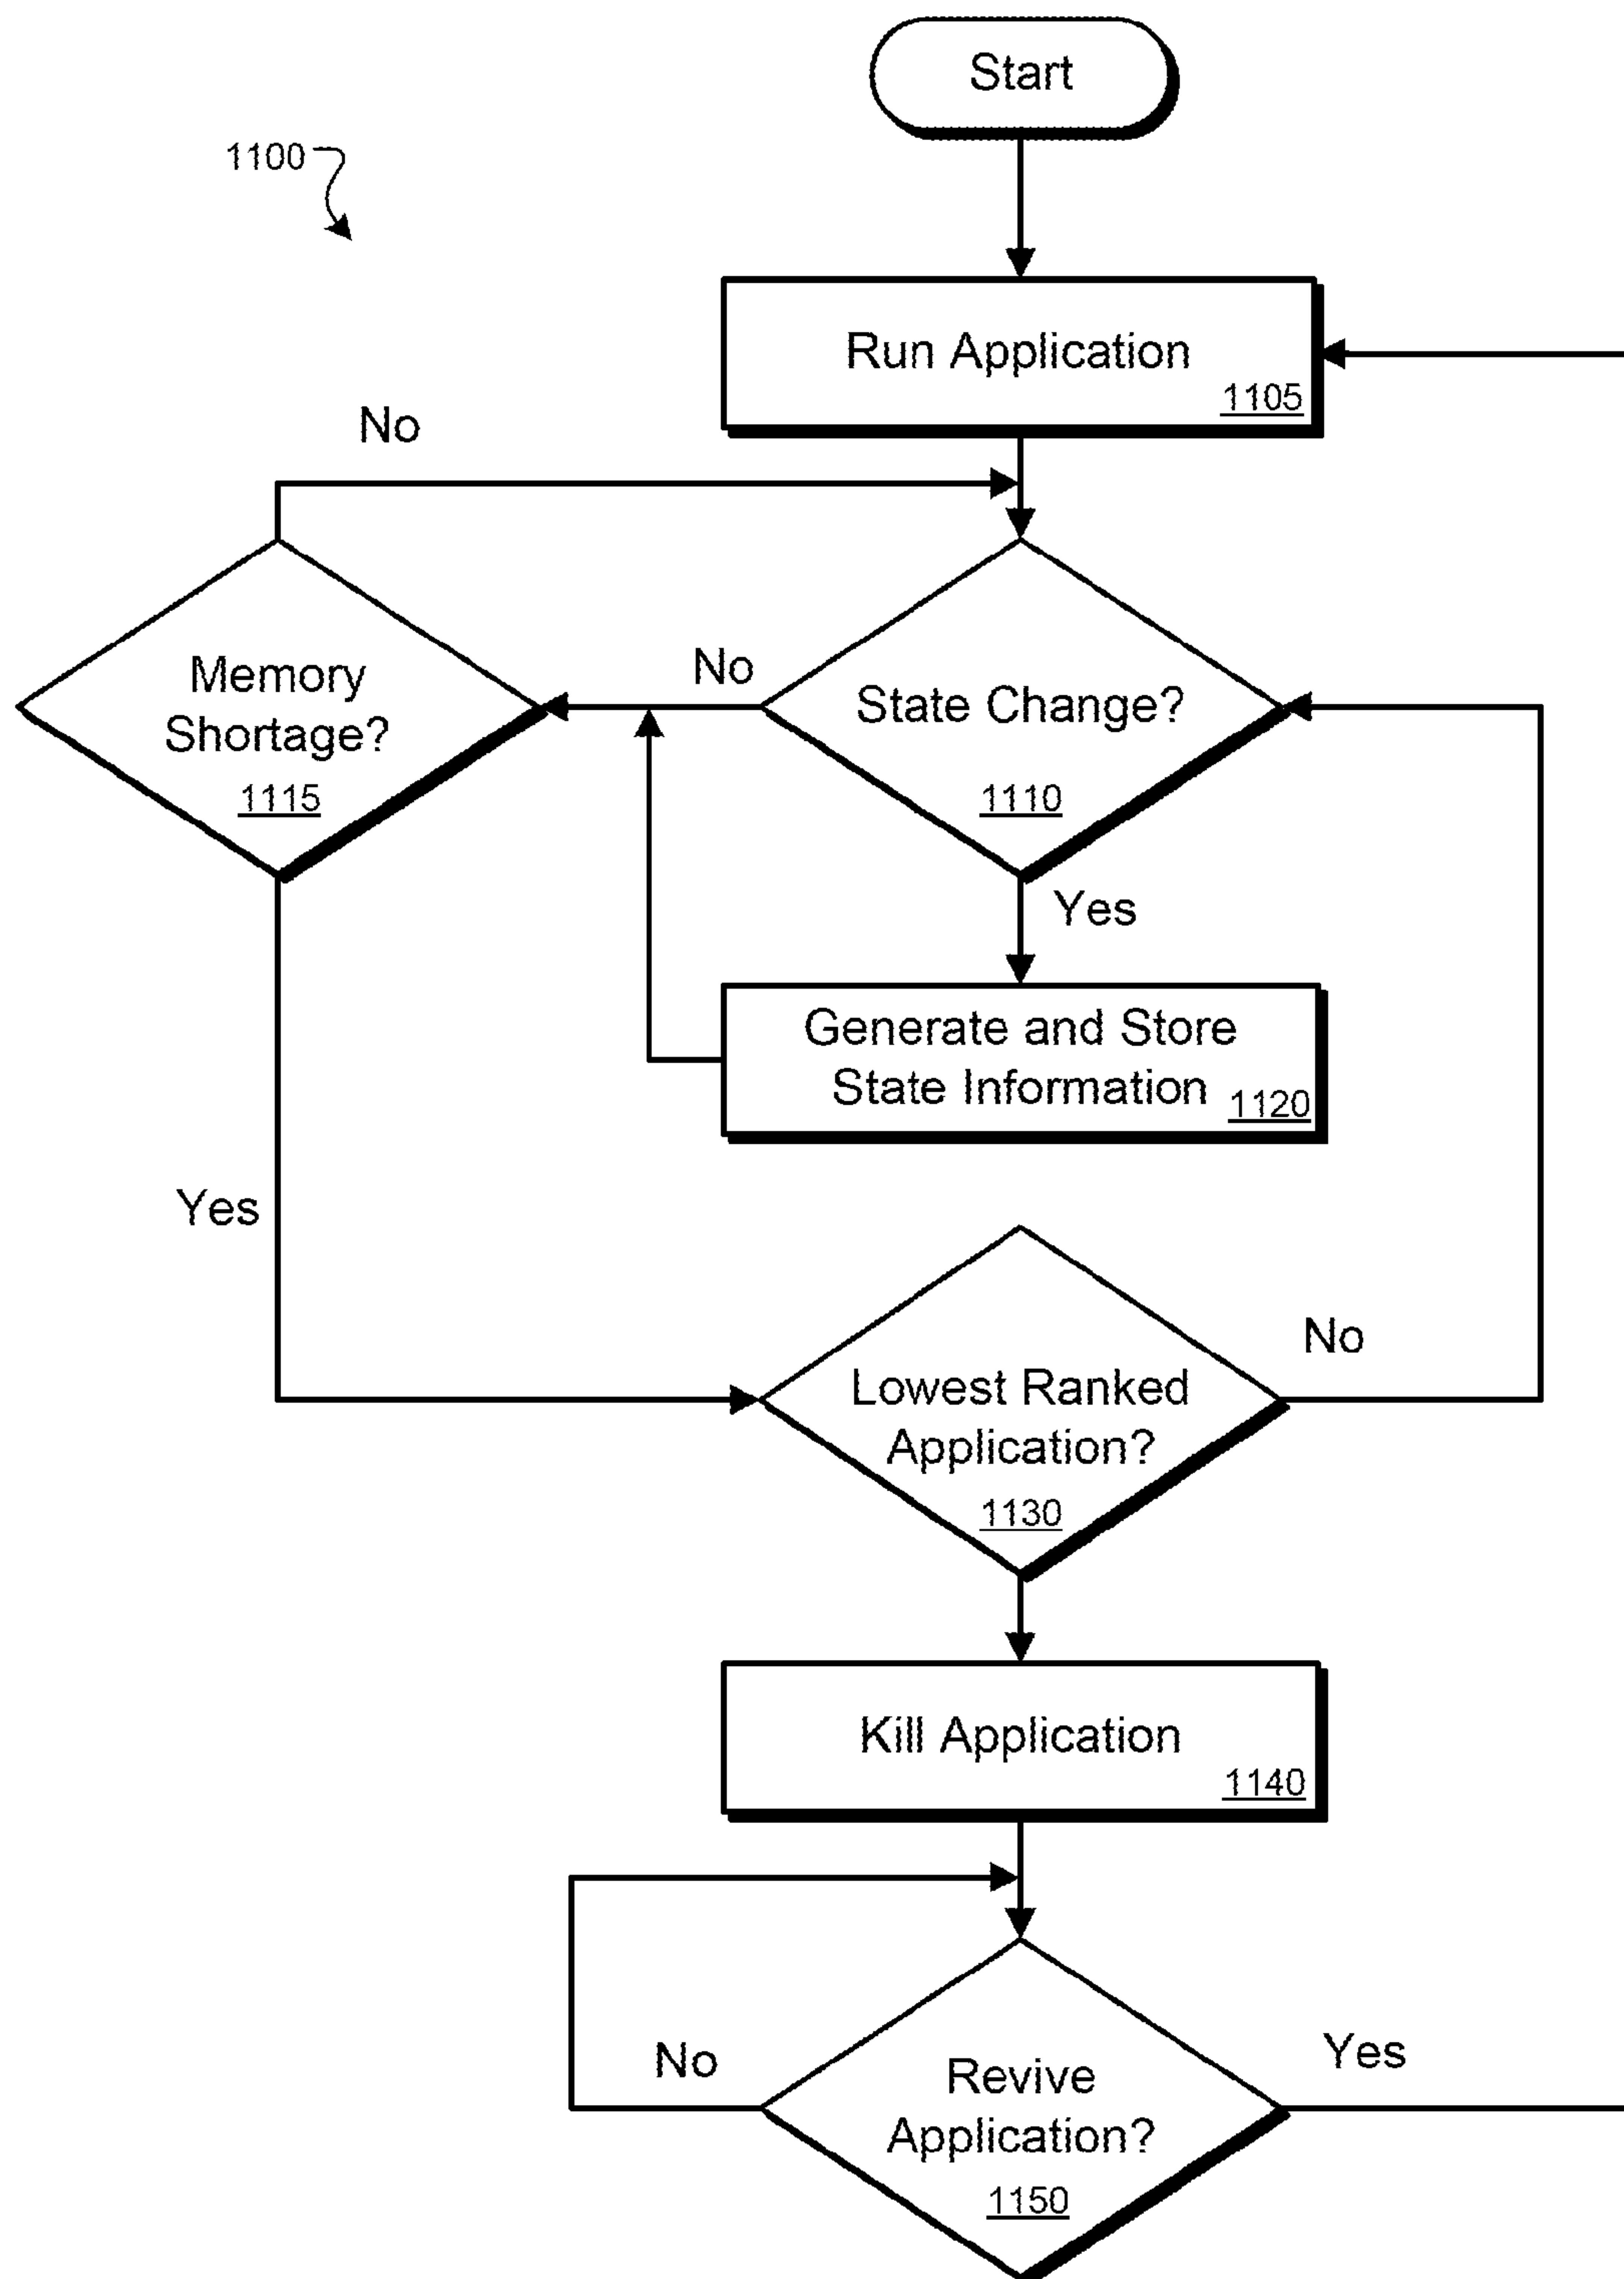 Start
1100
Run Application
1105
No
Memory
Shortage?
1115
No
State Change?
1110
Yes
Generate and Store
State Information
1120
Yes
Lowest Ranked
Application?
1130
No
Kill Application
1140
No
Revive
Application?
1150
Yes